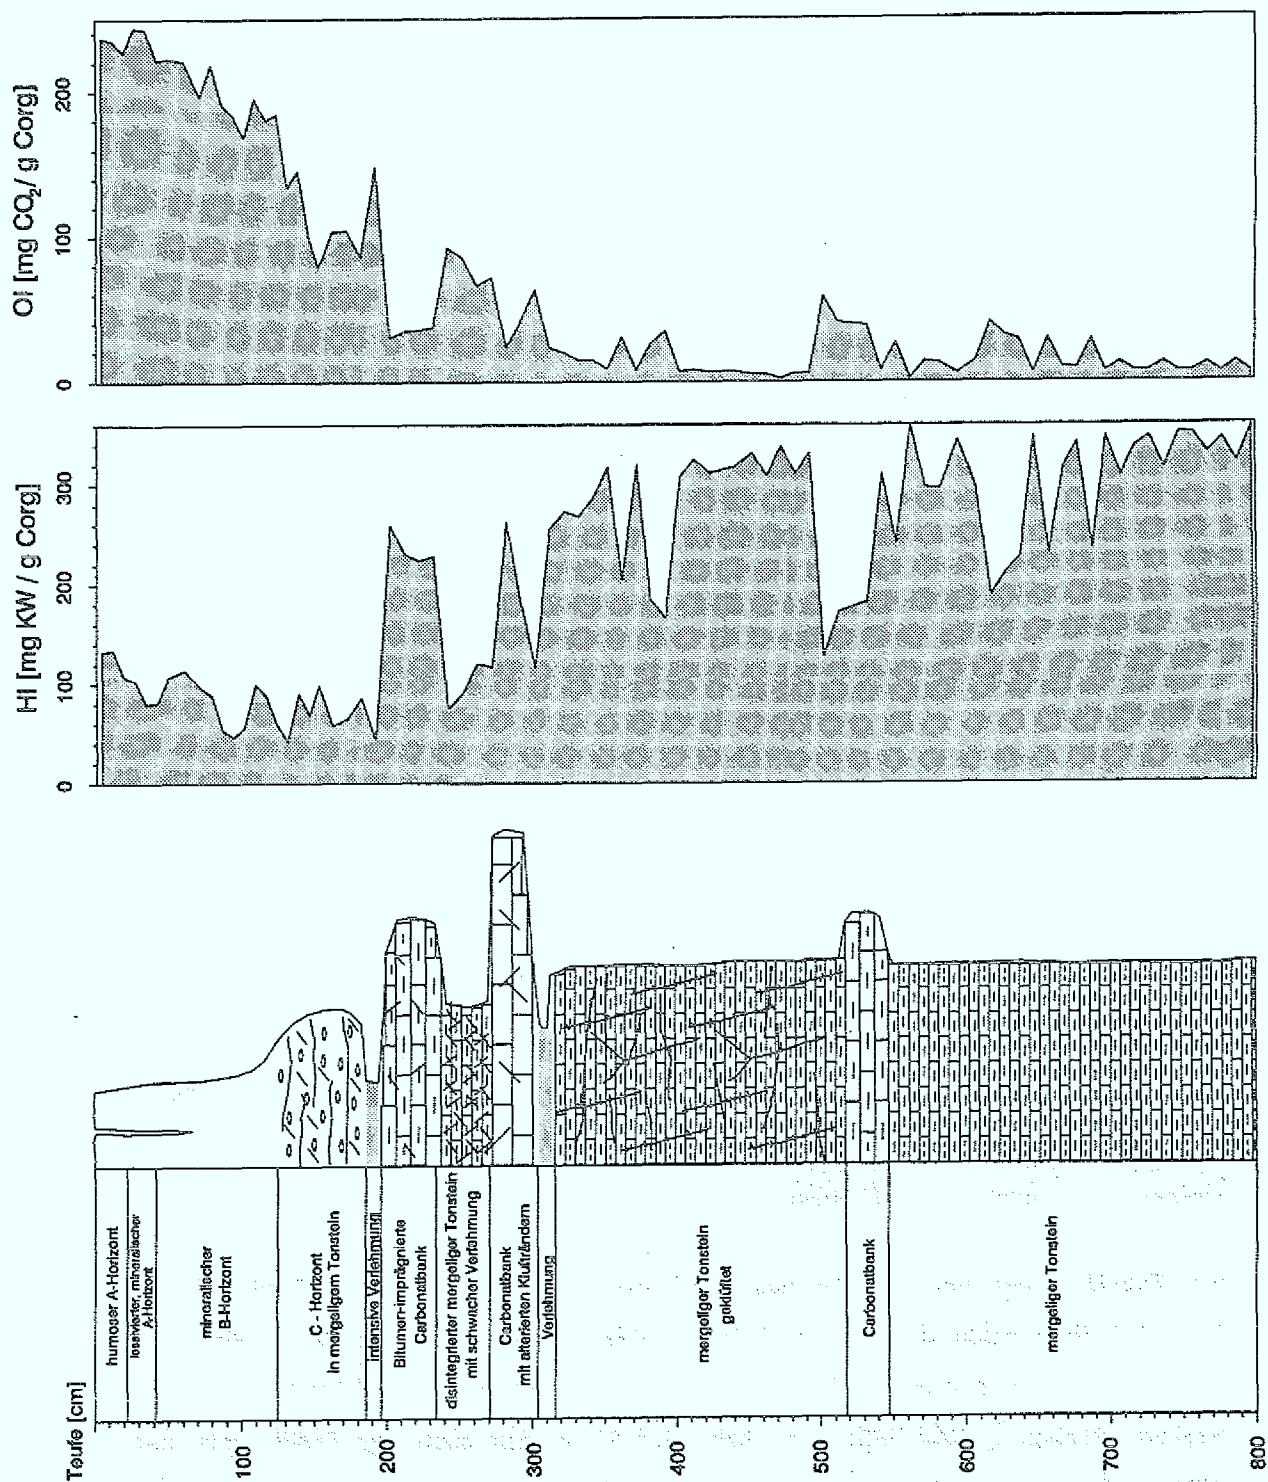 OI [mg CO₂/ g Corg]
0
100
200
HI [mg KW / g Corg]
0
100
200
300
humoser A-Horizont
lessivierter, mineralischer
A-Horizont
mineralischer
B-Horizont
C - Horizont
in mergeligem Tonstein
intensive Verlehmung
Bitumen-imprägnierte
Carbonatbank
disintegrierter mergeliger Tonstein
mit schwacher Verlehmung
Carbonatbank
mit alterierten Klufträndern
Verlehmung
mergeliger Tonstein
geklüftet
Carbonatbank
mergeliger Tonstein
Teufe [cm]
100
200
300
400
500
600
700
800